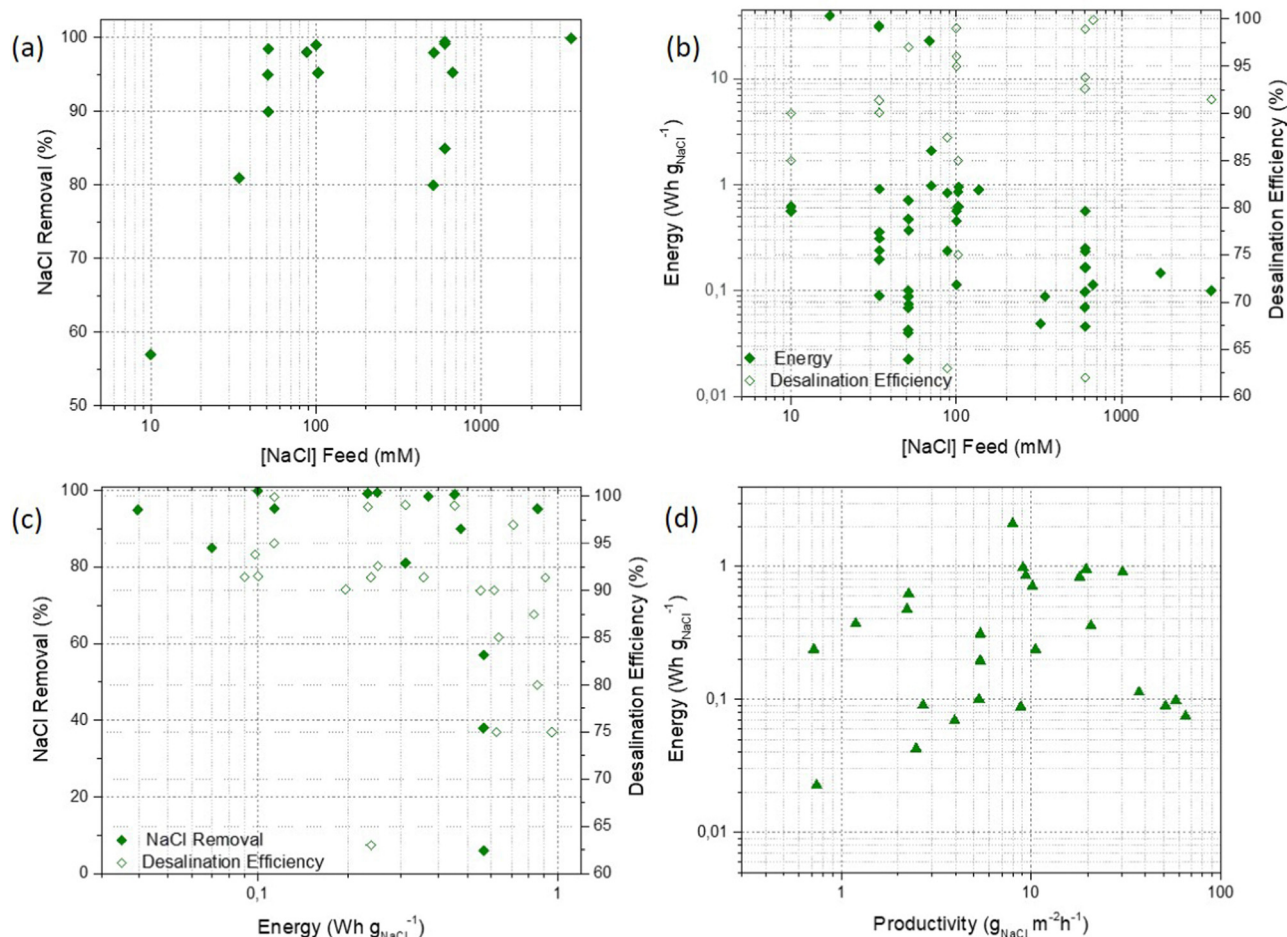 (a)
100
90
80
70
60
50
NaCl Removal (%)
10
100
1000
[NaCl] Feed (mM)
(b)
10
1
0,1
0,01
Energy (Wh g_NaCl^-1)
100
95
90
85
80
75
70
65
60
Desalination Efficiency (%)
Energy
Desalination Efficiency
10
100
1000
[NaCl] Feed (mM)
(c)
100
80
60
40
20
0
NaCl Removal (%)
100
95
90
85
80
75
70
65
60
Desalination Efficiency (%)
NaCl Removal
Desalination Efficiency
0,1
1
Energy (Wh g_NaCl^-1)
(d)
1
0,1
0,01
Energy (Wh g_NaCl^-1)
1
10
100
Productivity (g_NaCl m^-2h^-1)